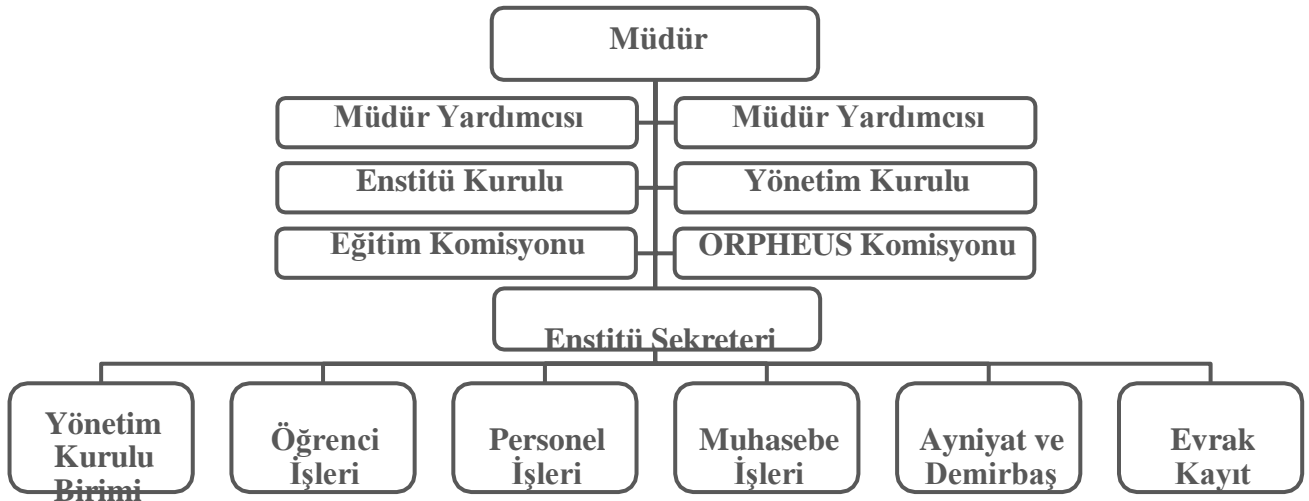 Müdür
Müdür Yardımcısı
Müdür Yardımcısı
Enstitü Kurulu
Yönetim Kurulu
Eğitim Komisyonu
ORPHEUS Komisyonu
Enstitü Sekreteri
Yönetim
Kurulu
Birimi
Öğrenci
İşleri
Personel
İşleri
Muhasebe
İşleri
Ayniyat ve
Demirbaş
Evrak
Kayıt